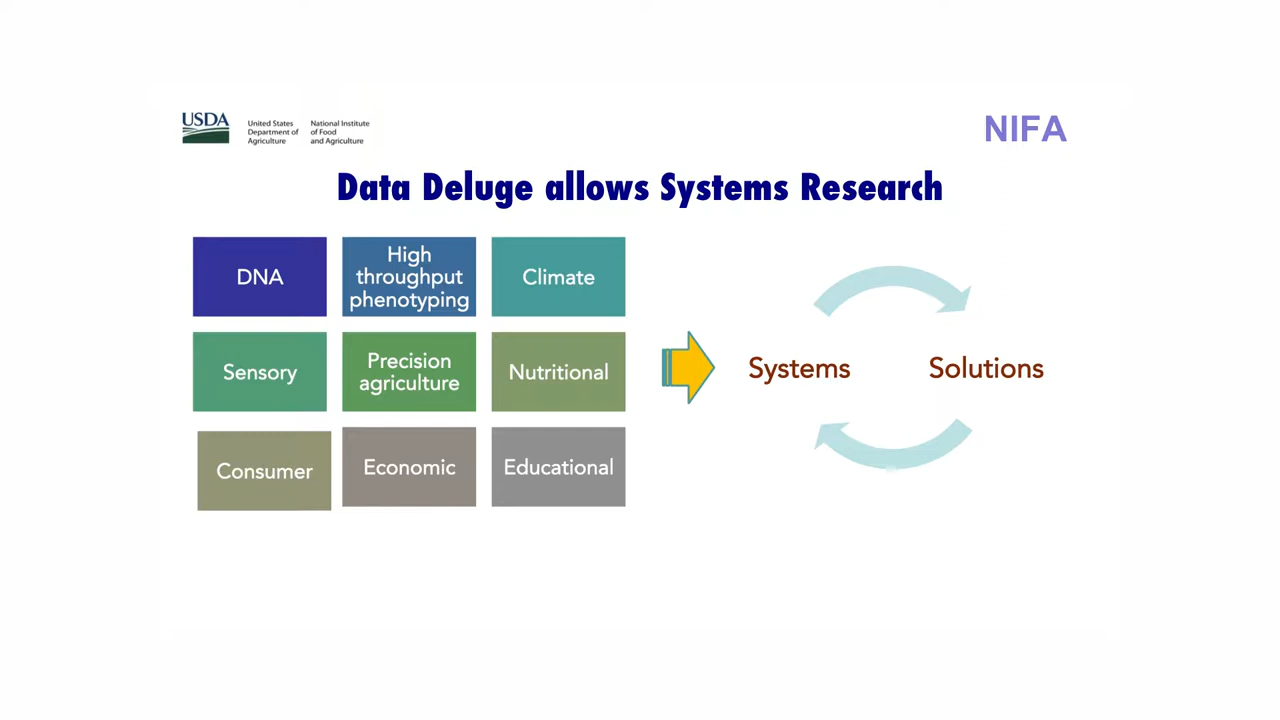 USDA
United States
Department of
Agriculture
National Institute
of Food
and Agriculture
NIFA
Data Deluge allows Systems Research
DNA
High
throughput
phenotyping
Climate
Sensory
Precision
agriculture
Nutritional
Consumer
Economic
Educational
Systems
Solutions